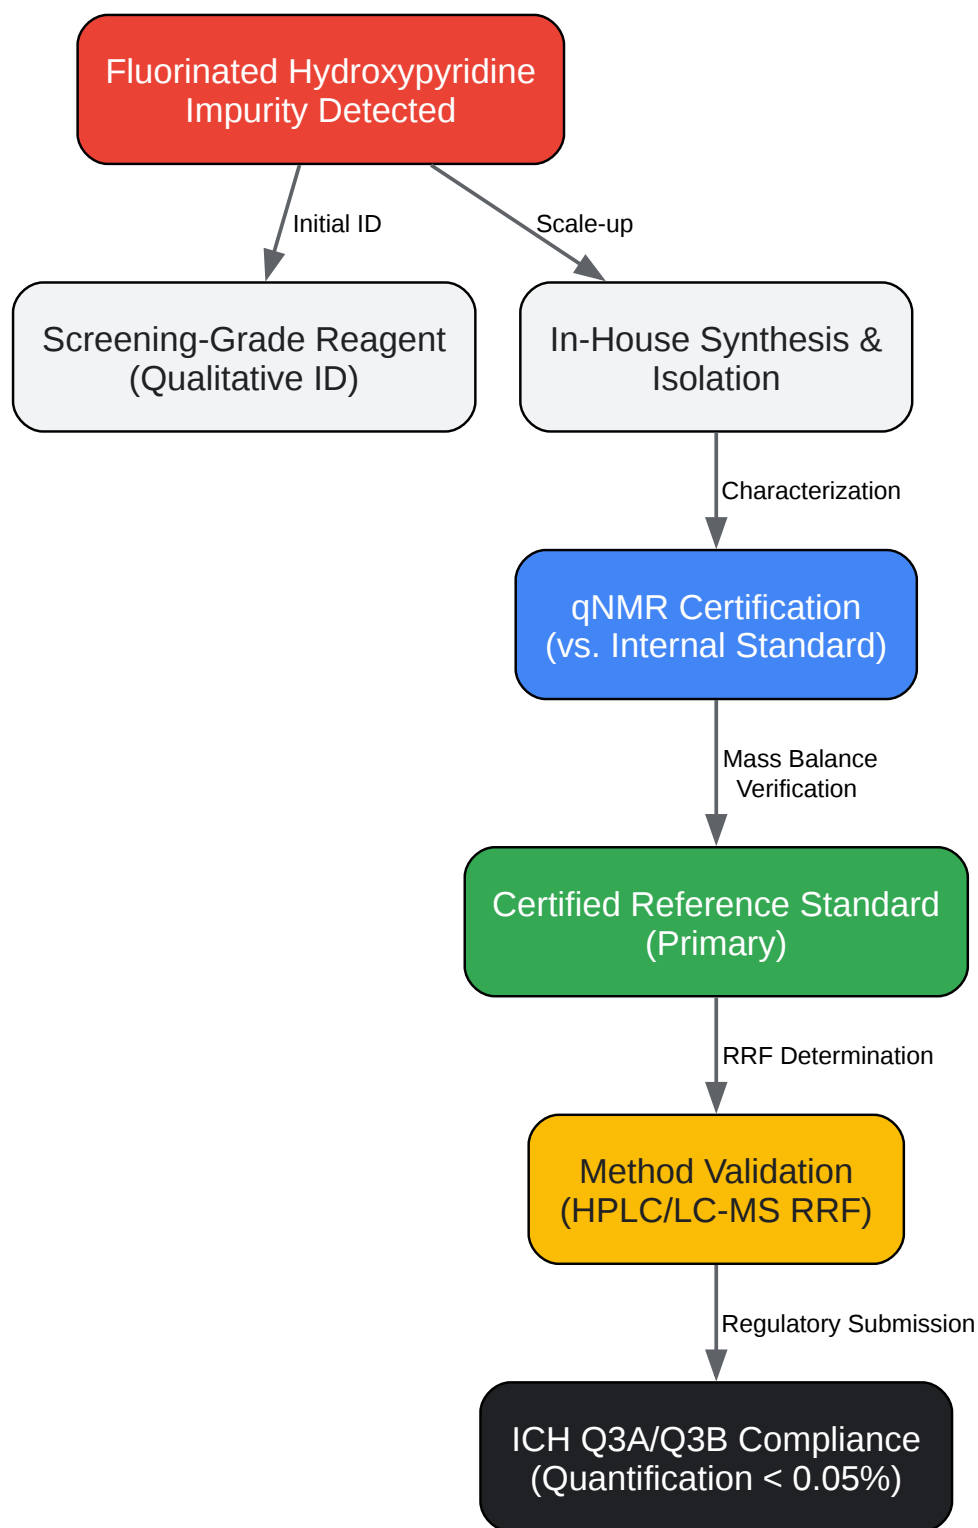 Fluorinated Hydroxypyridine
Impurity Detected
Initial ID
Scale-up
Screening-Grade Reagent
(Qualitative ID)
In-House Synthesis &
Isolation
Characterization
qNMR Certification
(vs. Internal Standard)
Mass Balance
Verification
Certified Reference Standard
(Primary)
RRF Determination
Method Validation
(HPLC/LC-MS RRF)
Regulatory Submission
ICH Q3A/Q3B Compliance
(Quantification < 0.05%)